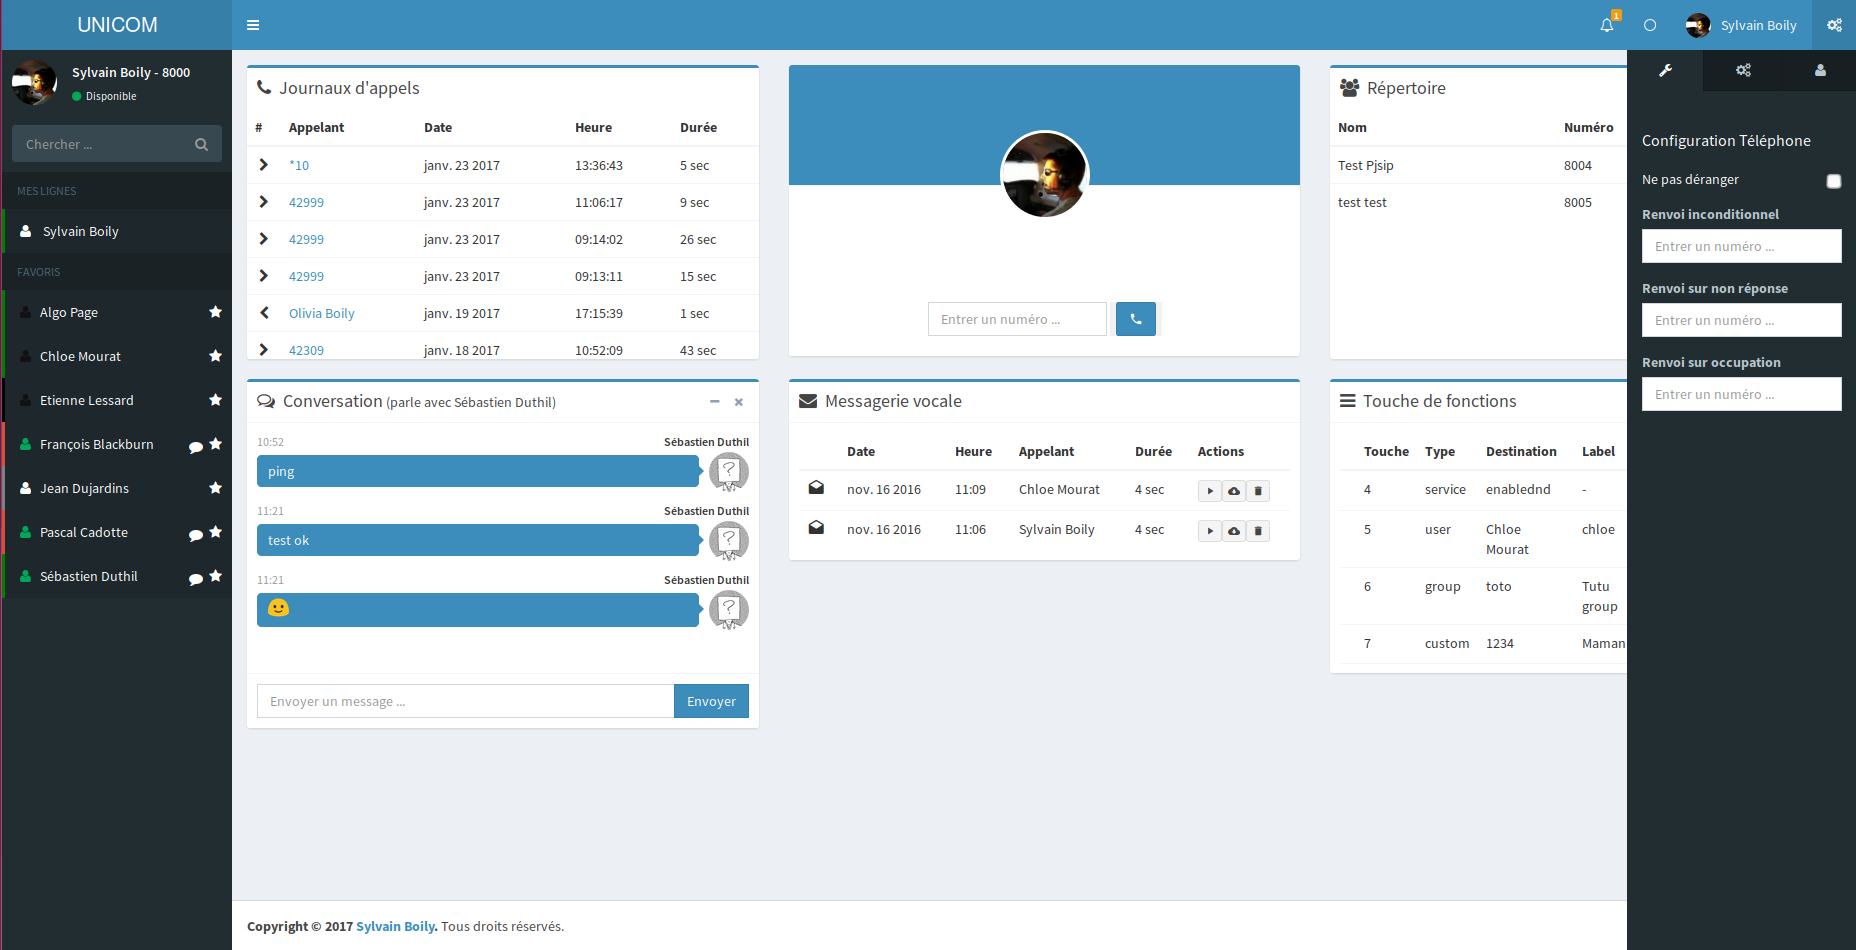 UNICOM
1
Sylvain Boily
Sylvain Boily - 8000
Disponible
Chercher ...
MES LIGNES
Sylvain Boily
FAVORIS
Algo Page
Chloe Mourat
Etienne Lessard
François Blackburn
Jean Dujardins
Pascal Cadotte
Sébastien Duthil
Journaux d'appels
# Appelant Date Heure Durée
*10 janv. 23 2017 13:36:43 5 sec
42999 janv. 23 2017 11:06:17 9 sec
42999 janv. 23 2017 09:14:02 26 sec
42999 janv. 23 2017 09:13:11 15 sec
Olivia Boily janv. 19 2017 17:15:39 1 sec
42309 janv. 18 2017 10:52:09 43 sec
Entrer un numéro ...
Répertoire
Nom Numéro
Test Pjsip 8004
test test 8005
Conversation (parle avec Sébastien Duthil)
10:52 Sébastien Duthil
ping
?
11:21 Sébastien Duthil
test ok
?
11:21 Sébastien Duthil
?
Envoyer un message ... Envoyer
Messagerie vocale
Date Heure Appelant Durée Actions
nov. 16 2016 11:09 Chloe Mourat 4 sec
nov. 16 2016 11:06 Sylvain Boily 4 sec
Touche de fonctions
Touche Type Destination Label
4 service enablednd -
5 user Chloe Mourat chloe
6 group toto Tutu group
7 custom 1234 Maman
Configuration Téléphone
Ne pas déranger
Renvoi inconditionnel
Entrer un numéro ...
Renvoi sur non réponse
Entrer un numéro ...
Renvoi sur occupation
Entrer un numéro ...
Copyright © 2017 Sylvain Boily. Tous droits réservés.